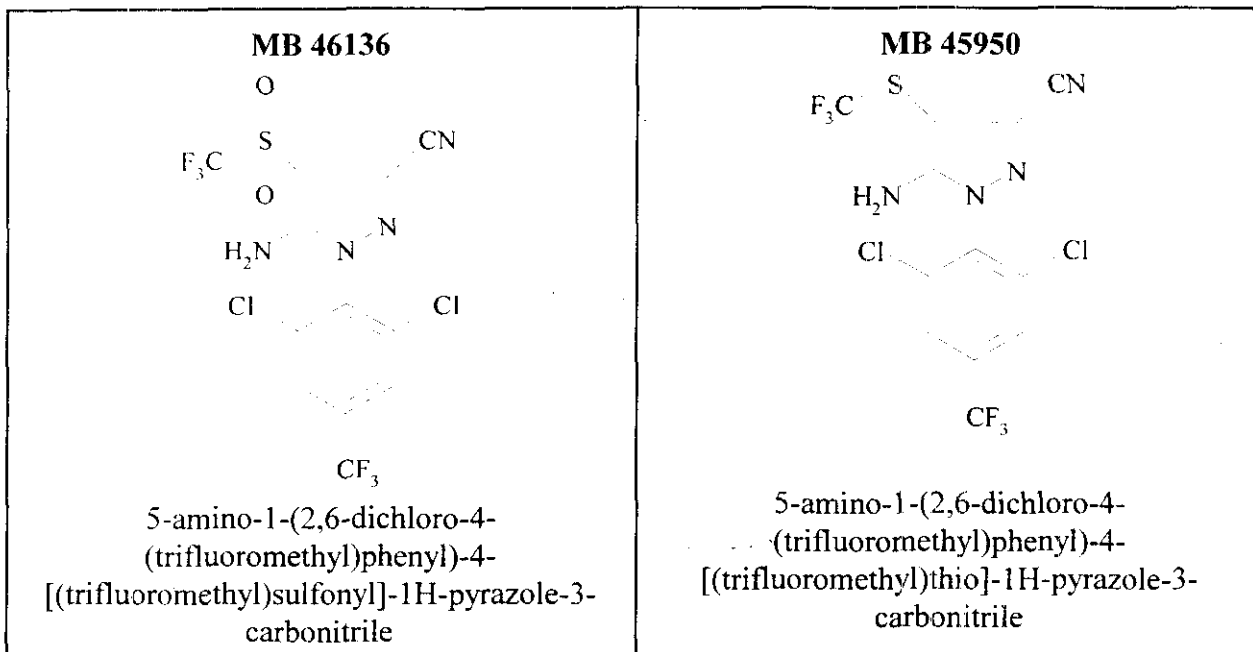 MB 46136
O
S
CN
F₃C
O
N
H₂N
N
Cl
Cl
CF₃
5-amino-1-(2,6-dichloro-4-
(trifluoromethyl)phenyl)-4-
[(trifluoromethyl)sulfonyl]-1H-pyrazole-3-
carbonitrile
MB 45950
S
CN
F₃C
N
H₂N
N
Cl
Cl
CF₃
5-amino-1-(2,6-dichloro-4-
(trifluoromethyl)phenyl)-4-
[(trifluoromethyl)thio]-1H-pyrazole-3-
carbonitrile